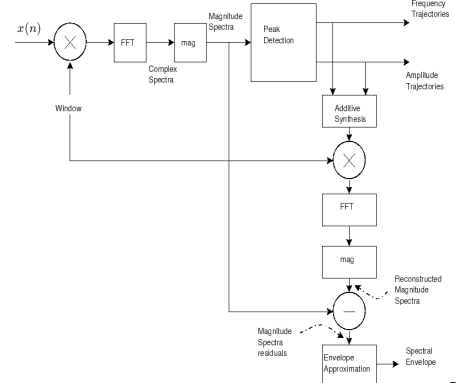 Frequency
Trajectories
x(n)
Magnitude
Spectra
FFT
mag
Peak
Detection
Complex
Spectra
Amplitude
Trajectories
Window
Additive
Synthesis
FFT
mag
Reconstructed
Magnitude
Spectra
Magnitude
Spectra
residuals
Envelope
Approximation
Spectral
Envelope